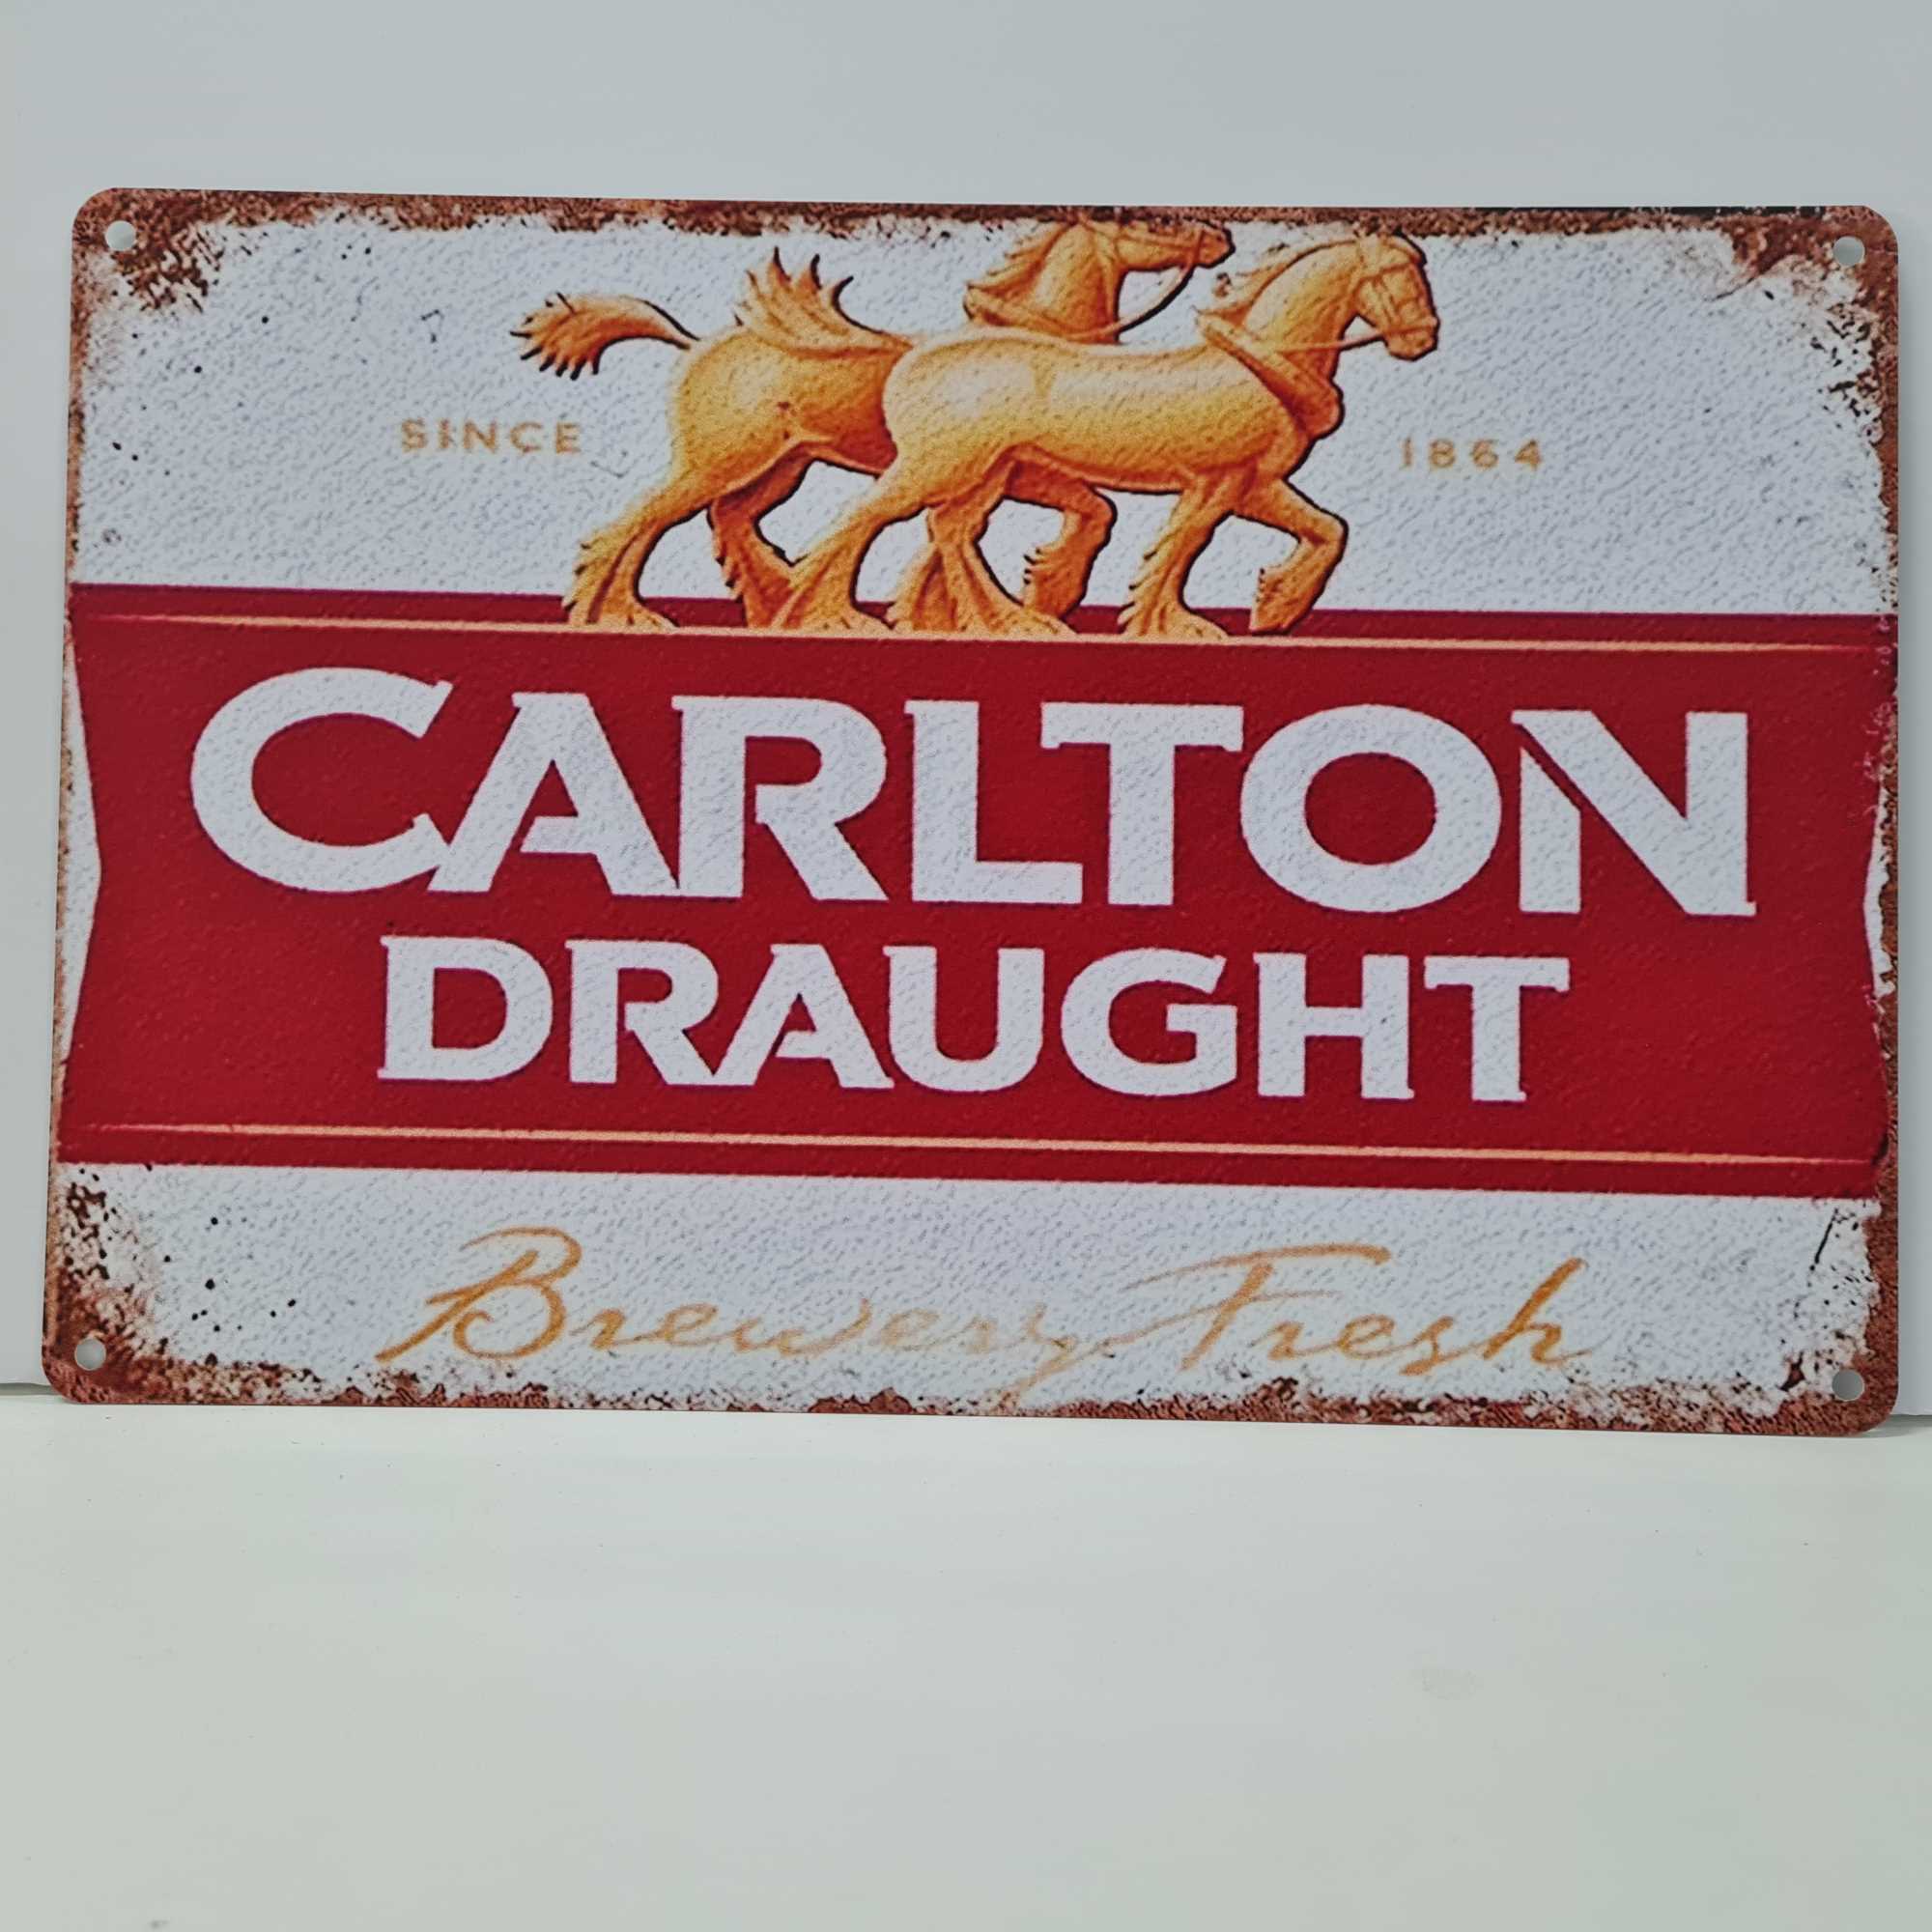 SINCE 1864
CARLTON
DRAUGHT
Brewery Fresh